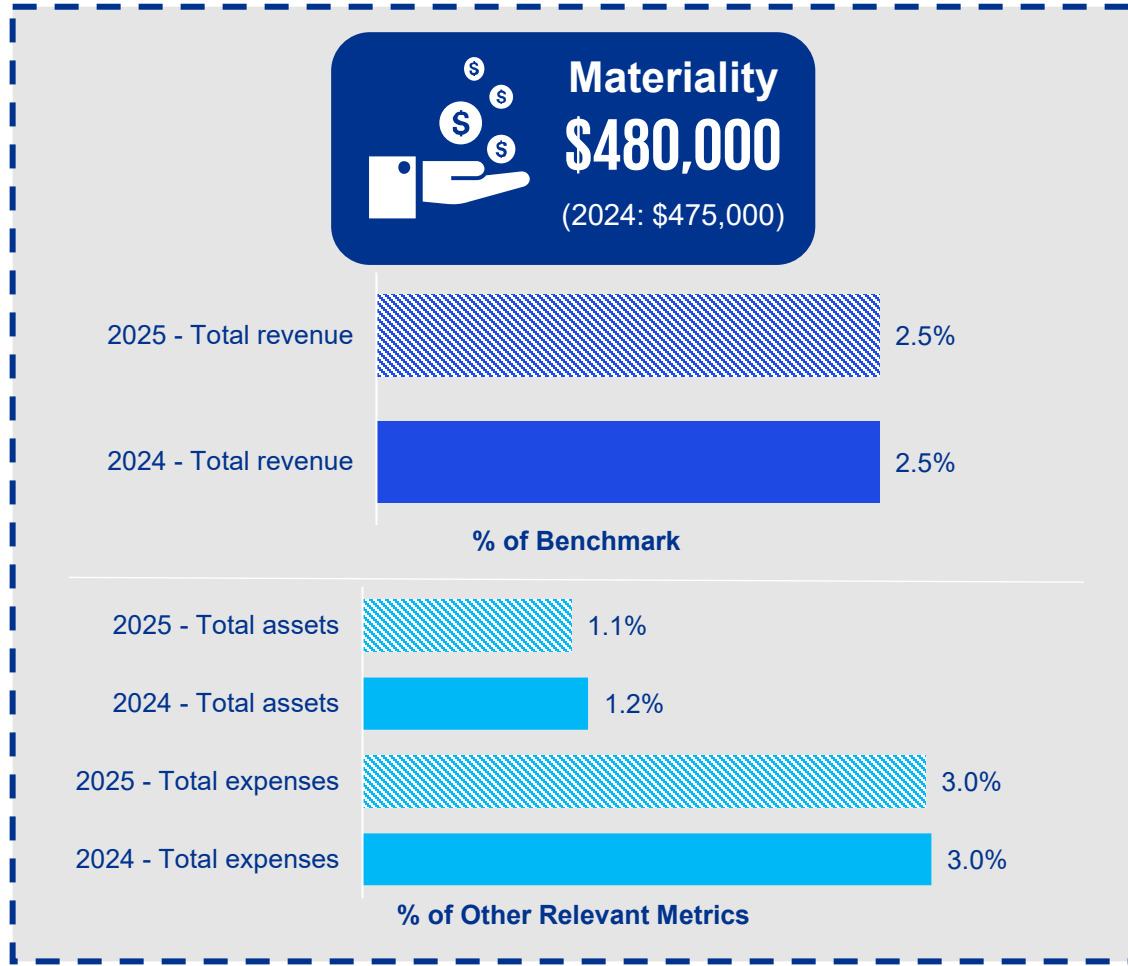 $
$
$
$
Materiality
$480,000
(2024: $475,000)
2025 - Total revenue 2.5%
2024 - Total revenue 2.5%
% of Benchmark
2025 - Total assets 1.1%
2024 - Total assets 1.2%
2025 - Total expenses 3.0%
2024 - Total expenses 3.0%
% of Other Relevant Metrics